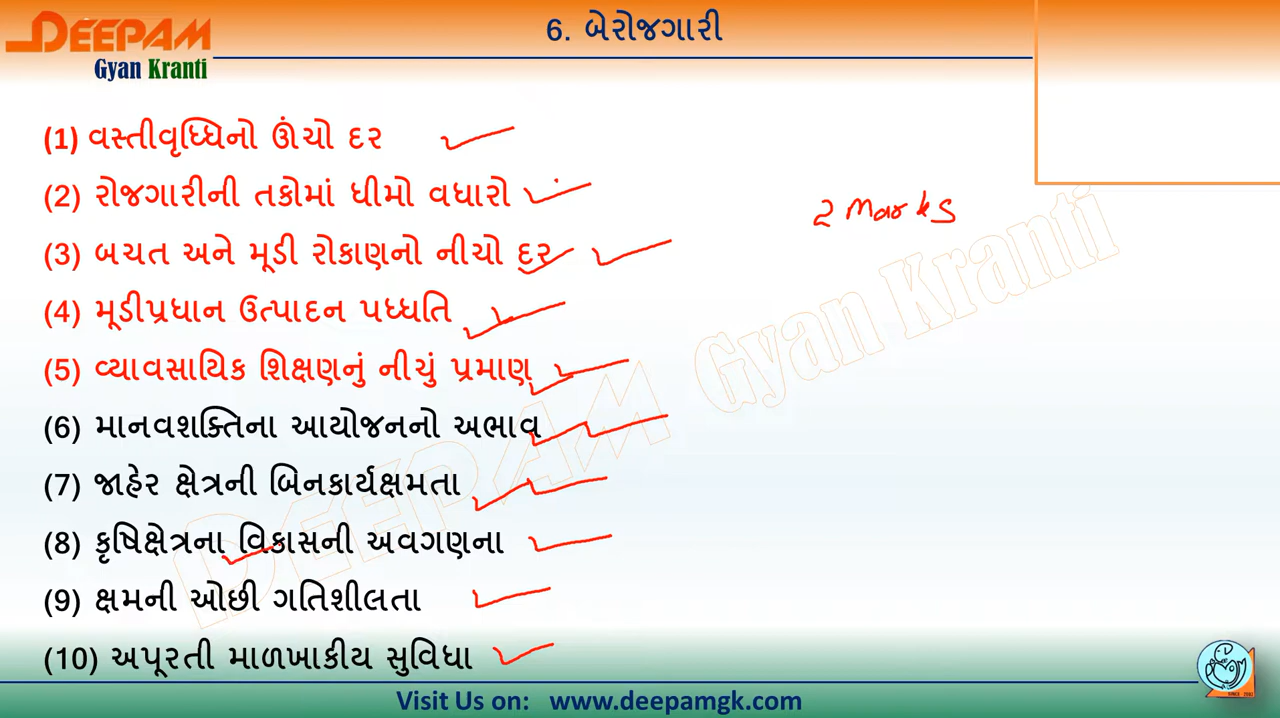 DEEPAM
Gyan Kranti
6. બેરોજગારી
(1) વસ્તીવૃધ્ધિનો ઊંચો દર
(2) રોજગારીની તકોમાં ધીમો વધારો
2 marks
(3) બચત અને મૂડી રોકાણનો નીચો દર
(4) મૂડીપ્રધાન ઉત્પાદન પધ્ધતિ
(5) વ્યાવસાયિક શિક્ષણનું નીચું પ્રમાણ
(6) માનવશક્તિના આયોજનનો અભાવ
(7) જાહેર ક્ષેત્રની બિનકાર્યક્ષમતા
(8) કૃષિક્ષેત્રના વિકાસની અવગણના
(9) ક્ષમની ઓછી ગતિશીલતા
(10) અપૂરતી માળખાકીય સુવિધા
DEEPAM Gyan Kranti
Visit Us on: www.deepamgk.com